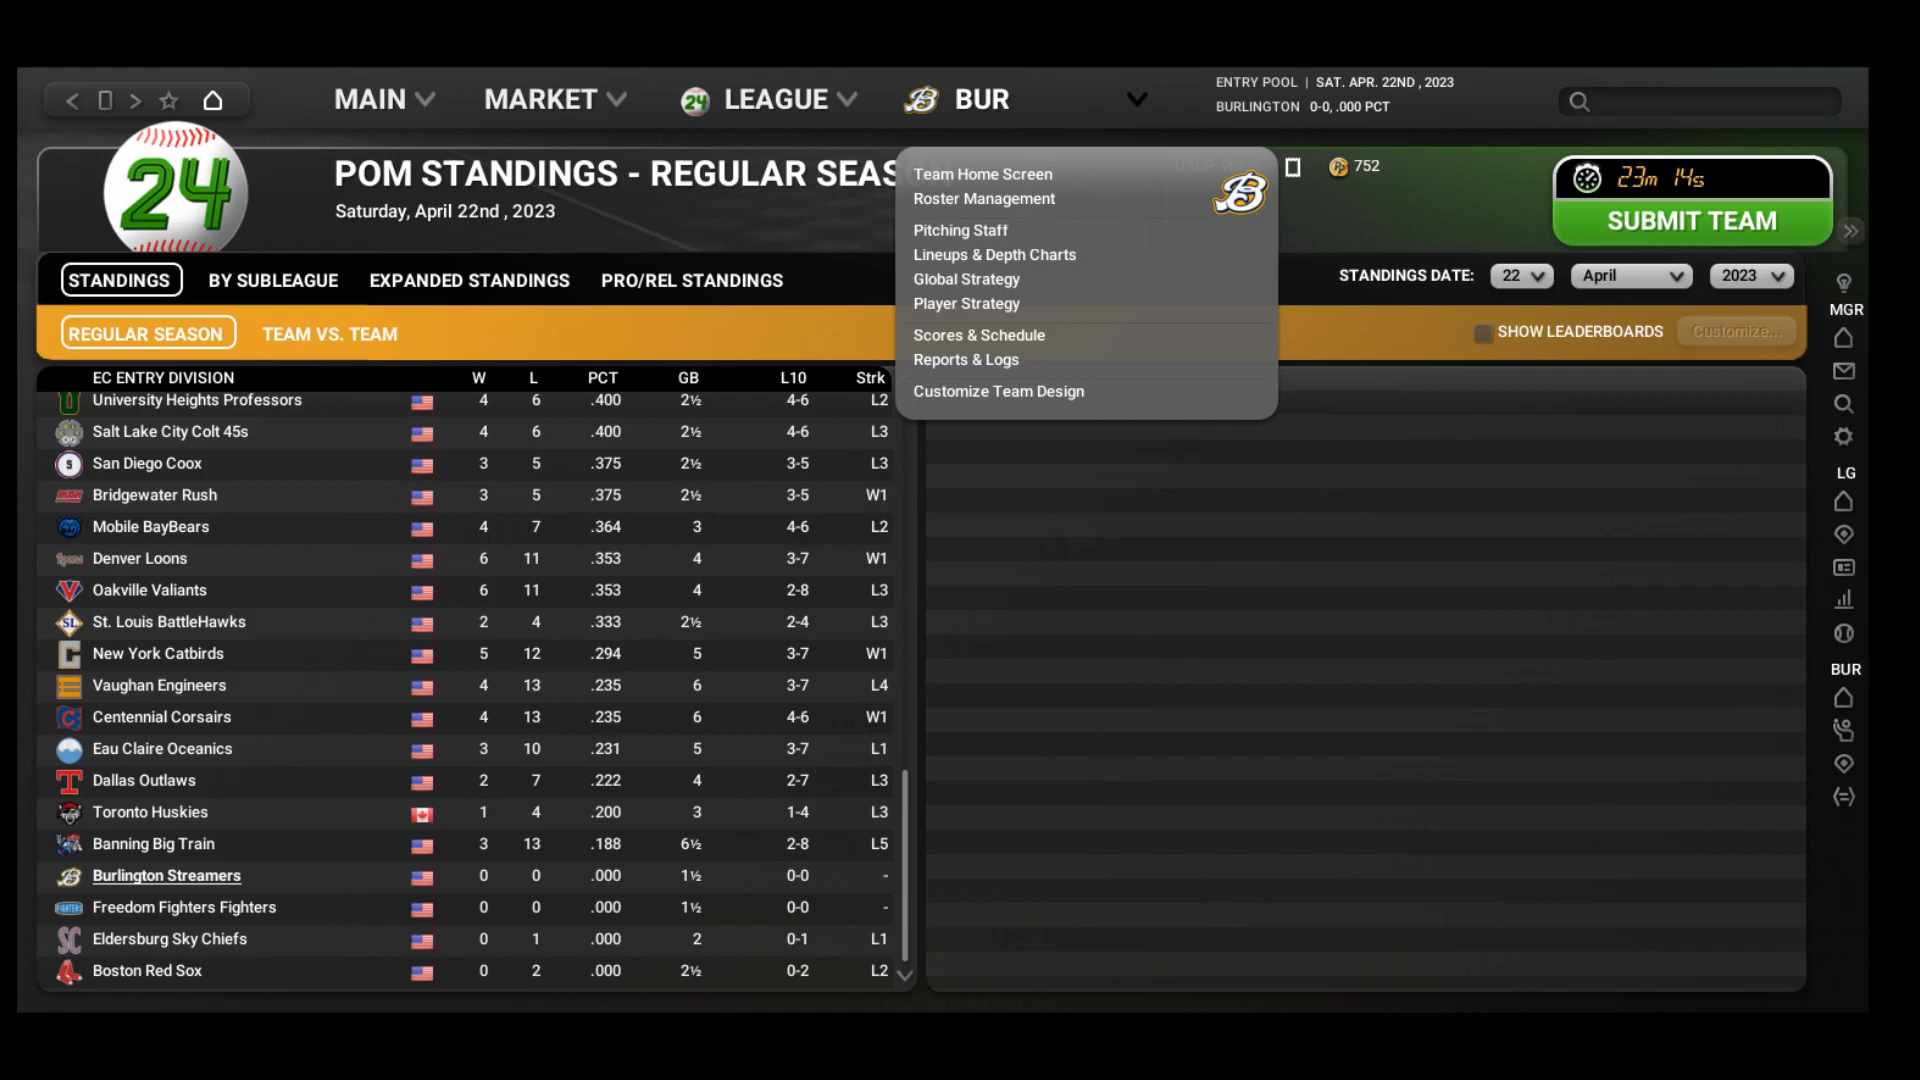 MAIN
MARKET
24 LEAGUE
B BUR
ENTRY POOL | SAT. APR. 22ND , 2023
BURLINGTON 0-0, .000 PCT
24
POM STANDINGS - REGULAR SEAS
Saturday, April 22nd , 2023
752
23m 14s
SUBMIT TEAM
Team Home Screen
Roster Management
Pitching Staff
Lineups & Depth Charts
Global Strategy
Player Strategy
Scores & Schedule
Reports & Logs
Customize Team Design
STANDINGS BY SUBLEAGUE EXPANDED STANDINGS PRO/REL STANDINGS
STANDINGS DATE: 22 April 2023
REGULAR SEASON TEAM VS. TEAM
SHOW LEADERBOARDS Customize...
EC ENTRY DIVISION W L PCT GB L10 Strk
University Heights Professors 4 6 .400 2½ 4-6 L2
Salt Lake City Colt 45s 4 6 .400 2½ 4-6 L3
San Diego Coox 3 5 .375 2½ 3-5 L3
Bridgewater Rush 3 5 .375 2½ 3-5 W1
Mobile BayBears 4 7 .364 3 4-6 L2
Denver Loons 6 11 .353 4 3-7 W1
Oakville Valiants 6 11 .353 4 2-8 L3
St. Louis BattleHawks 2 4 .333 2½ 2-4 L3
New York Catbirds 5 12 .294 5 3-7 W1
Vaughan Engineers 4 13 .235 6 3-7 L4
Centennial Corsairs 4 13 .235 6 4-6 W1
Eau Claire Oceanics 3 10 .231 5 3-7 L1
Dallas Outlaws 2 7 .222 4 2-7 L3
Toronto Huskies 1 4 .200 3 1-4 L3
Banning Big Train 3 13 .188 6½ 2-8 L5
Burlington Streamers 0 0 .000 1½ 0-0 -
Freedom Fighters Fighters 0 0 .000 1½ 0-0 -
Eldersburg Sky Chiefs 0 1 .000 2 0-1 L1
Boston Red Sox 0 2 .000 2½ 0-2 L2
MGR
LG
BUR